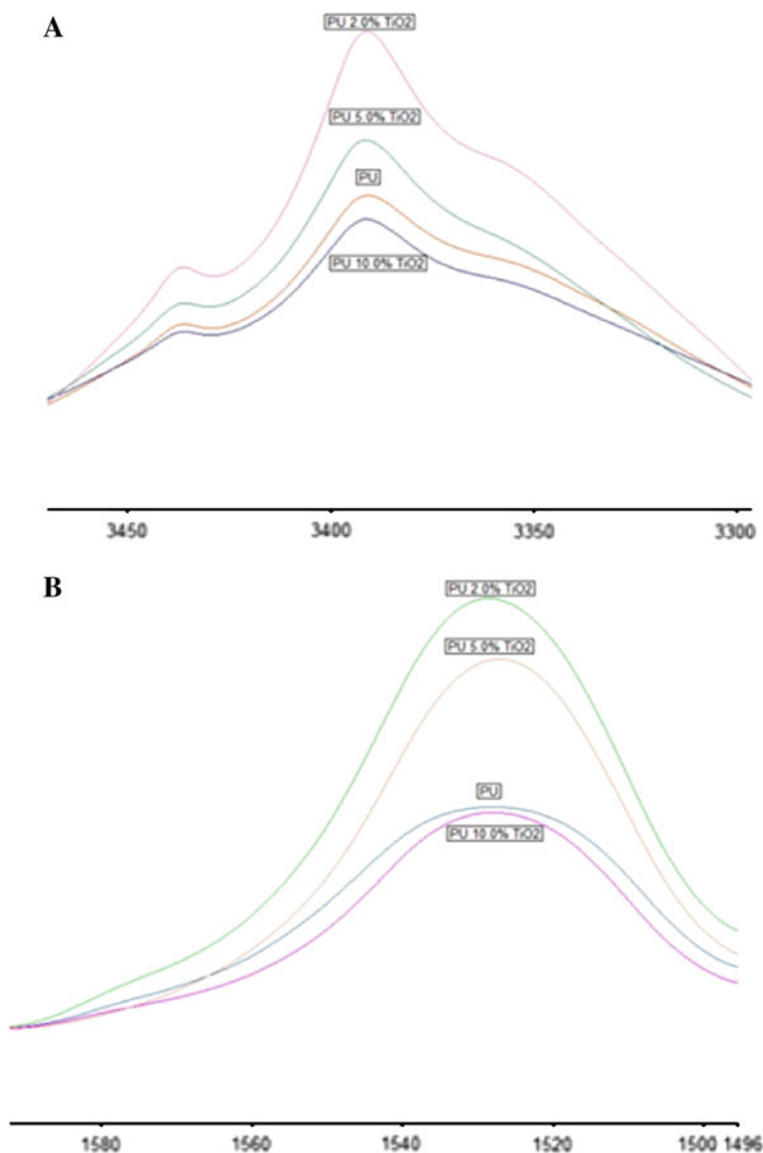 A
PU 2.0% TiO2
PU 5.0% TiO2
PU
PU 10.0% TiO2
3450 3400 3350 3300
B
PU 2.0% TiO2
PU 5.0% TiO2
PU
PU 10.0% TiO2
1580 1560 1540 1520 1500 1496